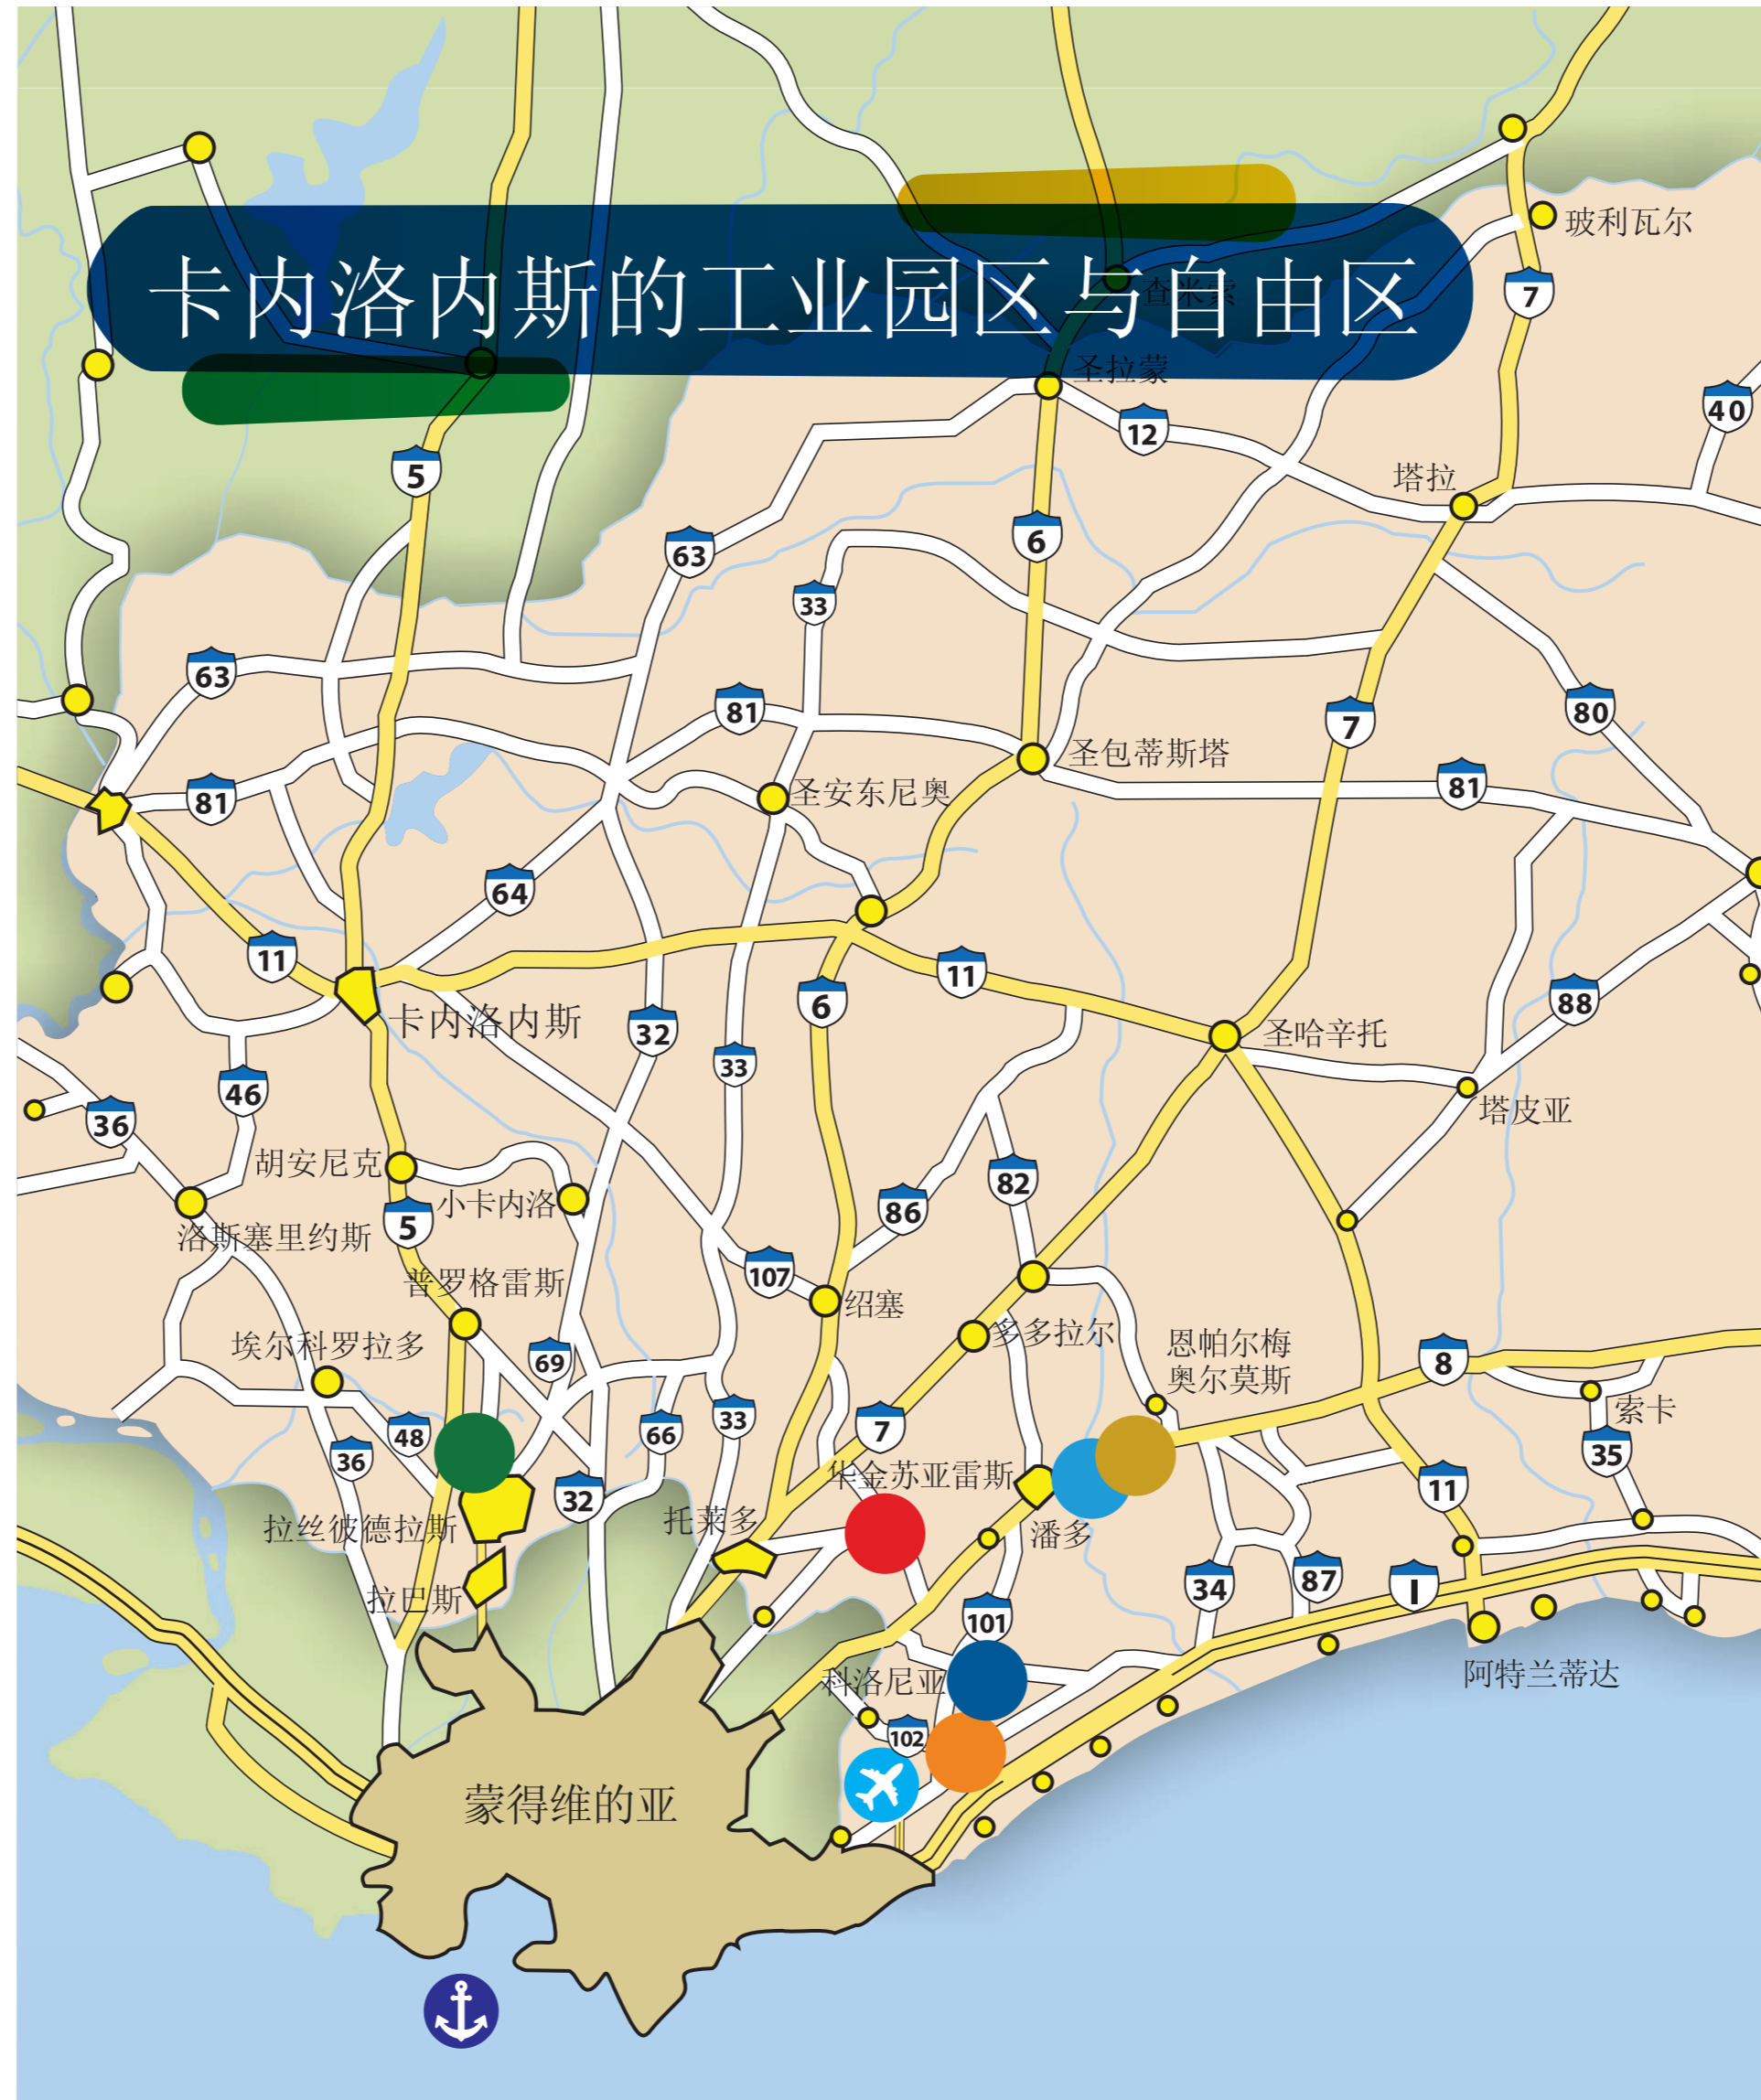 玻利瓦尔
卡内洛内斯的工业园区与自由区
查米索
7
圣拉蒙
40
12
塔拉
5
6
63
33
63
81
7
80
圣包蒂斯塔
81
圣安东尼奥
81
64
11
11
6
88
卡内洛内斯
32
圣哈辛托
33
46
36
塔皮亚
胡安尼克
82
小卡内洛
86
5
洛斯塞里约斯
107
普罗格雷斯
绍塞
多多拉尔
恩帕尔梅
奥尔莫斯
埃尔科罗拉多
69
8
索卡
33
7
66
48
36
35
华金苏亚雷斯
11
32
托莱多
潘多
拉丝彼德拉斯
87
34
I
拉巴斯
101
科洛尼亚
阿特兰蒂达
102
蒙得维的亚